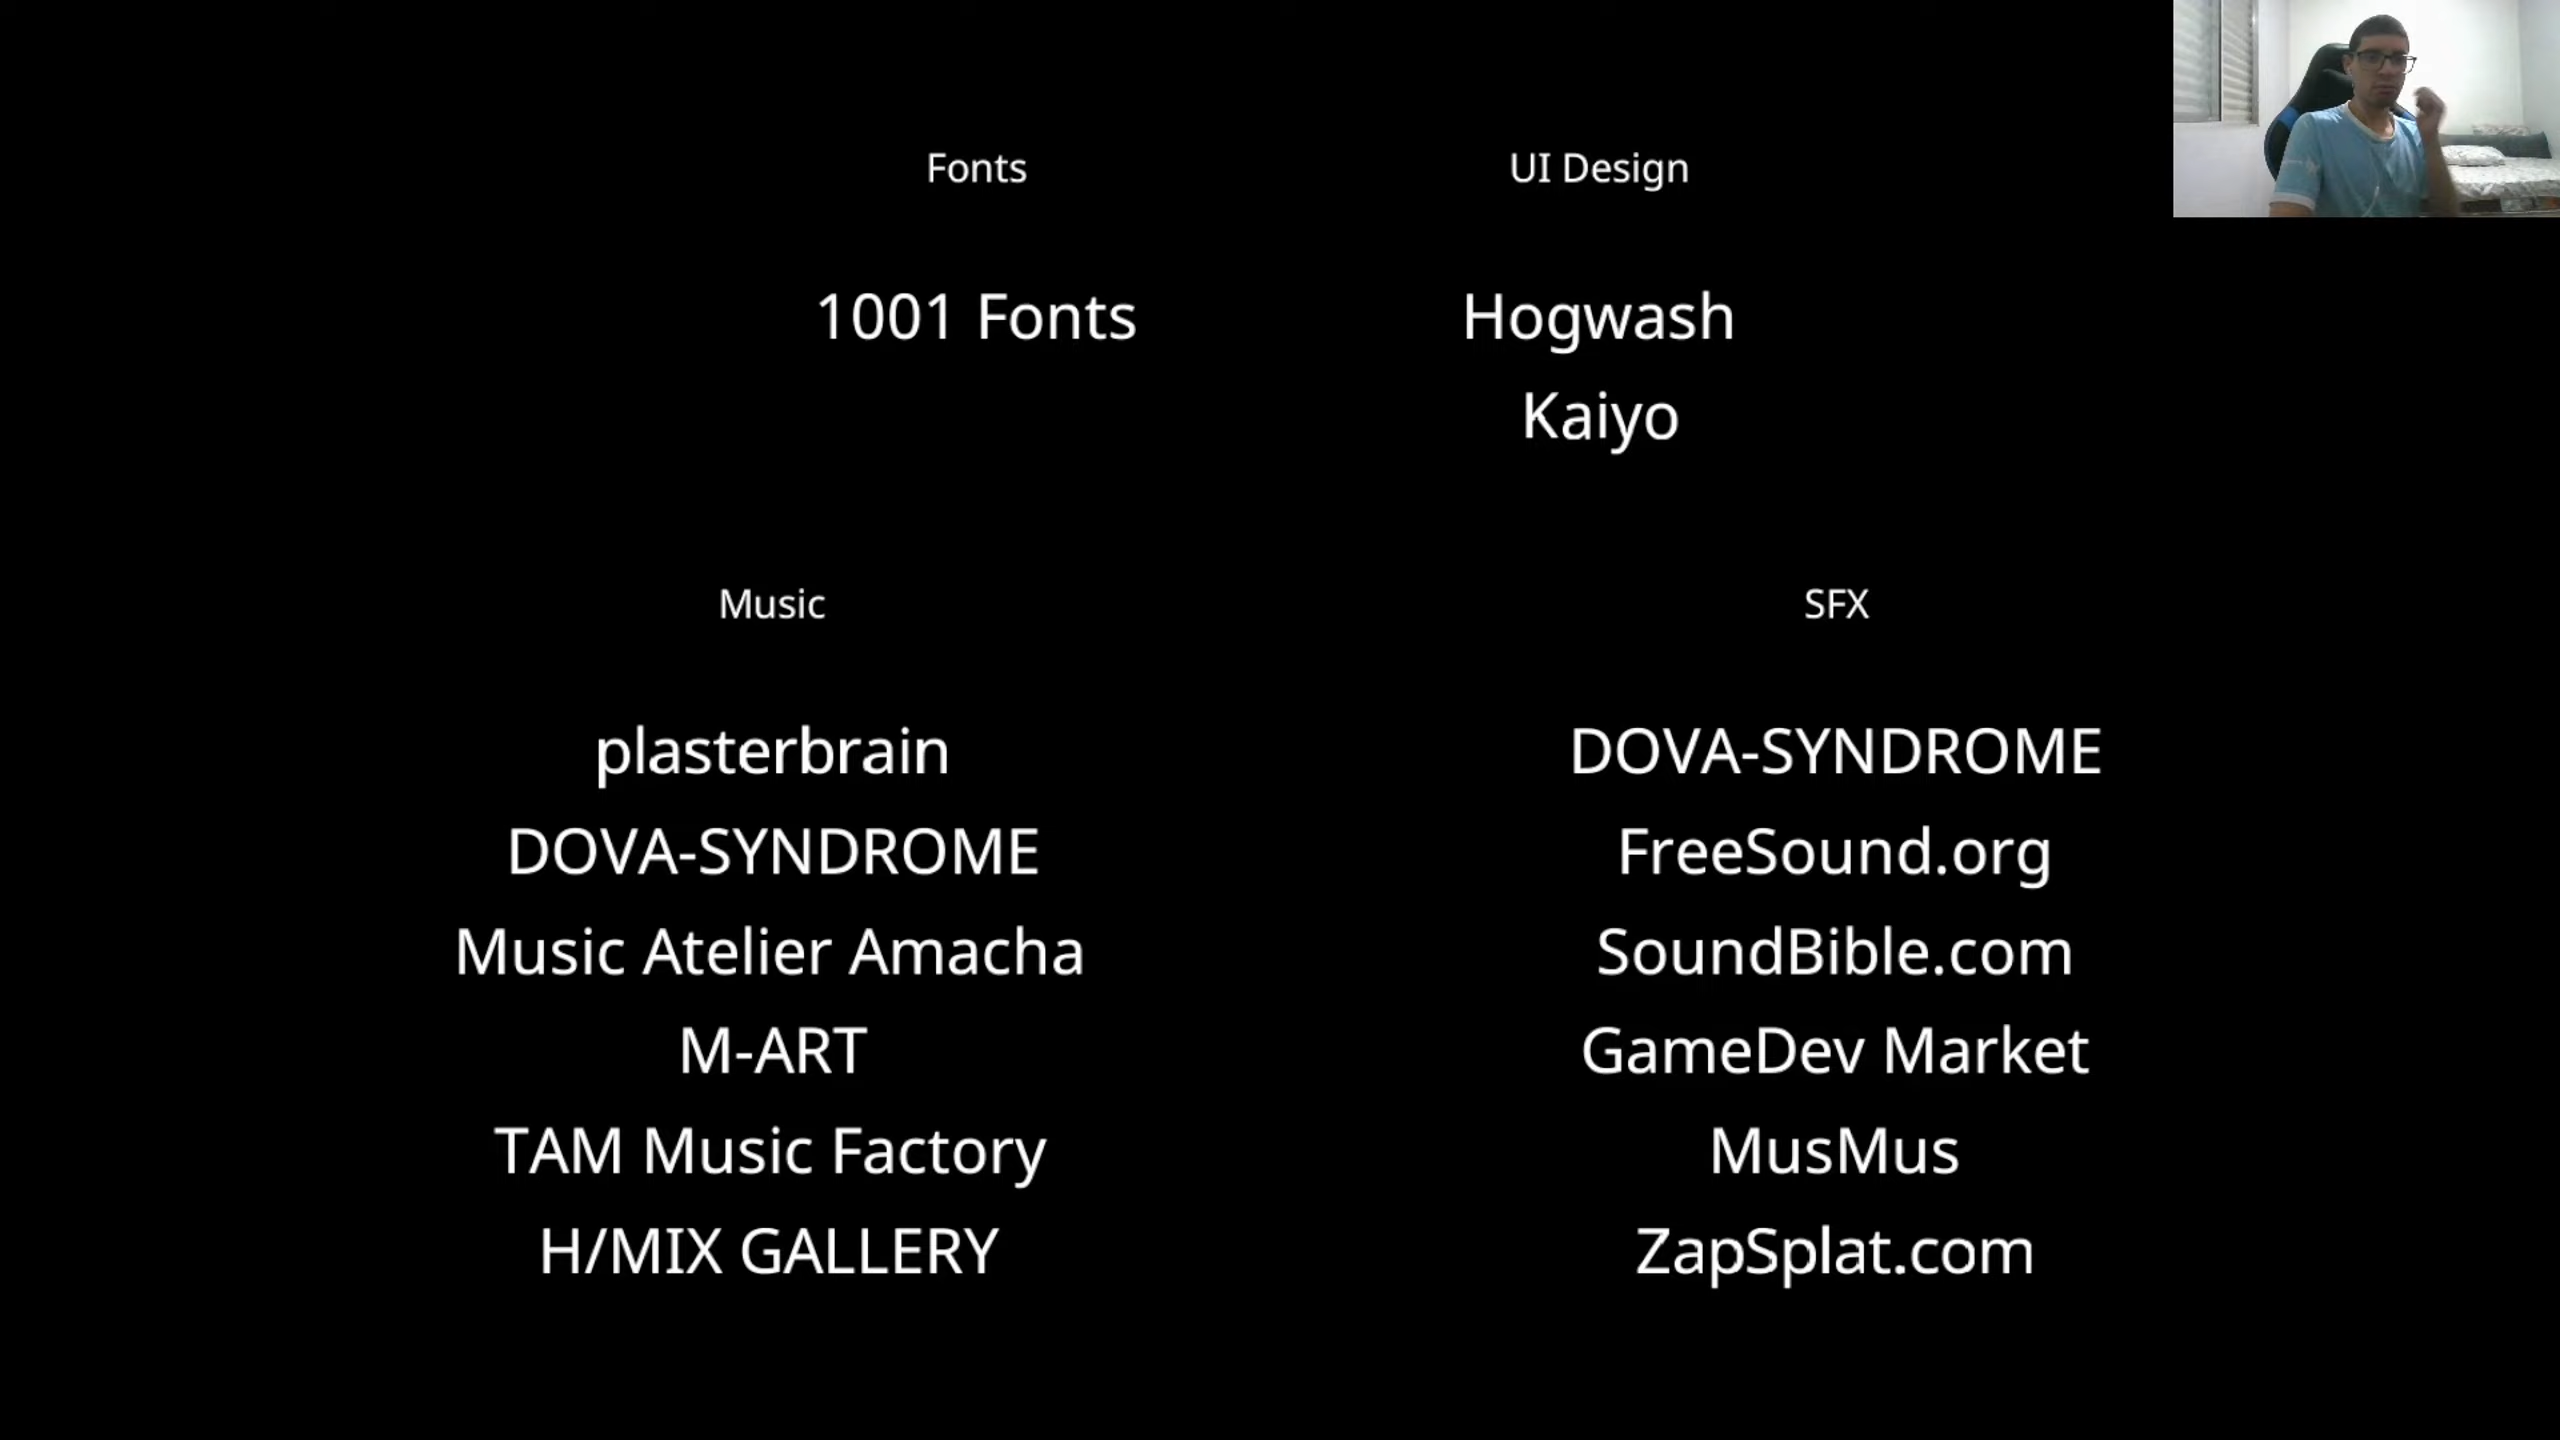 Fonts
1001 Fonts
UI Design
Hogwash
Kaiyo
Music
plasterbrain
DOVA-SYNDROME
Music Atelier Amacha
M-ART
TAM Music Factory
H/MIX GALLERY
SFX
DOVA-SYNDROME
FreeSound.org
SoundBible.com
GameDev Market
MusMus
ZapSplat.com